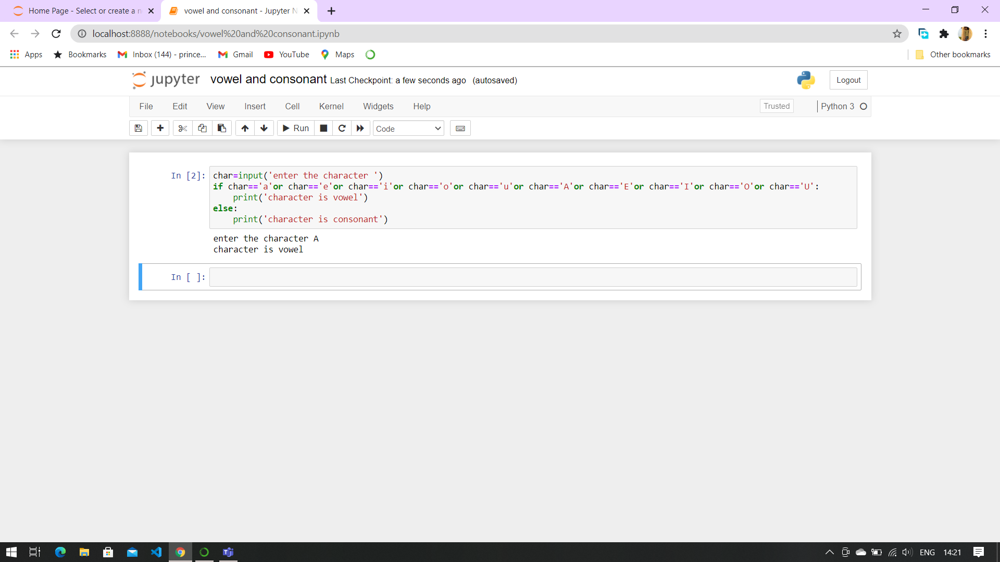 Home Page - Select or create a n
vowel and consonant - Jupyter N
localhost:8888/notebooks/vowel%20and%20consonant.ipynb
Apps Bookmarks Inbox (144) - prince... Gmail YouTube Maps Other bookmarks
jupyter vowel and consonant Last Checkpoint: a few seconds ago (autosaved) Logout
File Edit View Insert Cell Kernel Widgets Help Trusted Python 3
Run Code
In [2]: char=input('enter the character ')
if char=='a'or char=='e'or char=='i'or char=='o'or char=='u'or char=='A'or char=='E'or char=='I'or char=='O'or char=='U':
    print('character is vowel')
else:
    print('character is consonant')
enter the character A
character is vowel
In [ ]:
ENG 14:21